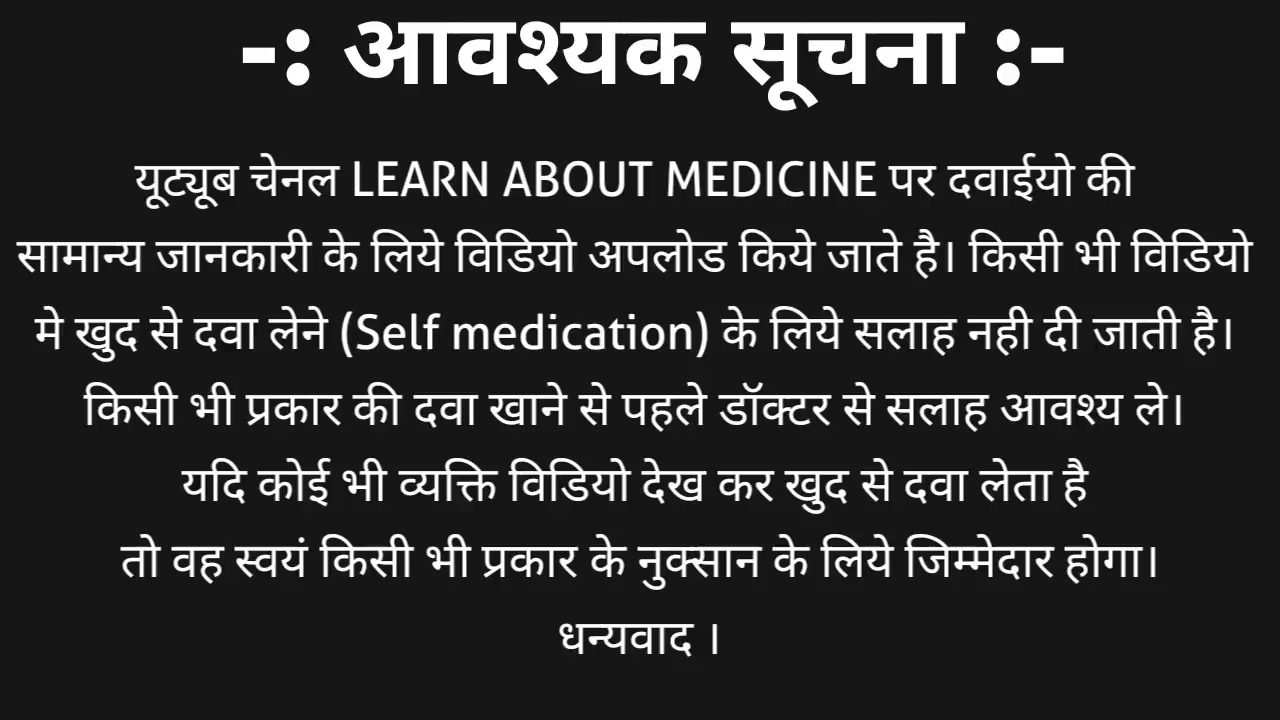 -: आवश्यक सूचना :-
यूट्यूब चेनल LEARN ABOUT MEDICINE पर दवाईयो की
सामान्य जानकारी के लिये विडियो अपलोड किये जाते है। किसी भी विडियो
मे खुद से दवा लेने (Self medication) के लिये सलाह नही दी जाती है।
किसी भी प्रकार की दवा खाने से पहले डॉक्टर से सलाह आवश्य ले।
यदि कोई भी व्यक्ति विडियो देख कर खुद से दवा लेता है
तो वह स्वयं किसी भी प्रकार के नुक्सान के लिये जिम्मेदार होगा।
धन्यवाद ।